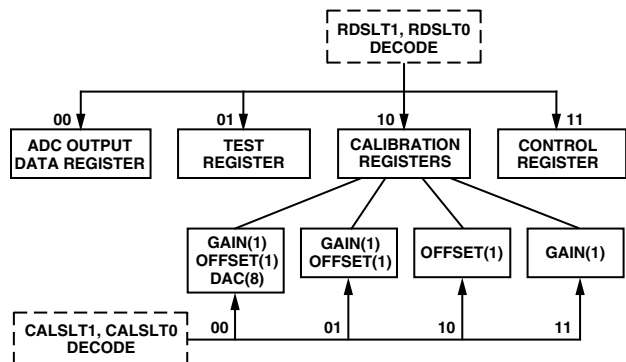 RDSLT1, RDSLT0
DECODE
00
01
10
11
ADC OUTPUT
DATA REGISTER
TEST
REGISTER
CALIBRATION
REGISTERS
CONTROL
REGISTER
GAIN(1)
OFFSET(1)
DAC(8)
GAIN(1)
OFFSET(1)
OFFSET(1)
GAIN(1)
CALSLT1, CALSLT0
DECODE
00
01
10
11